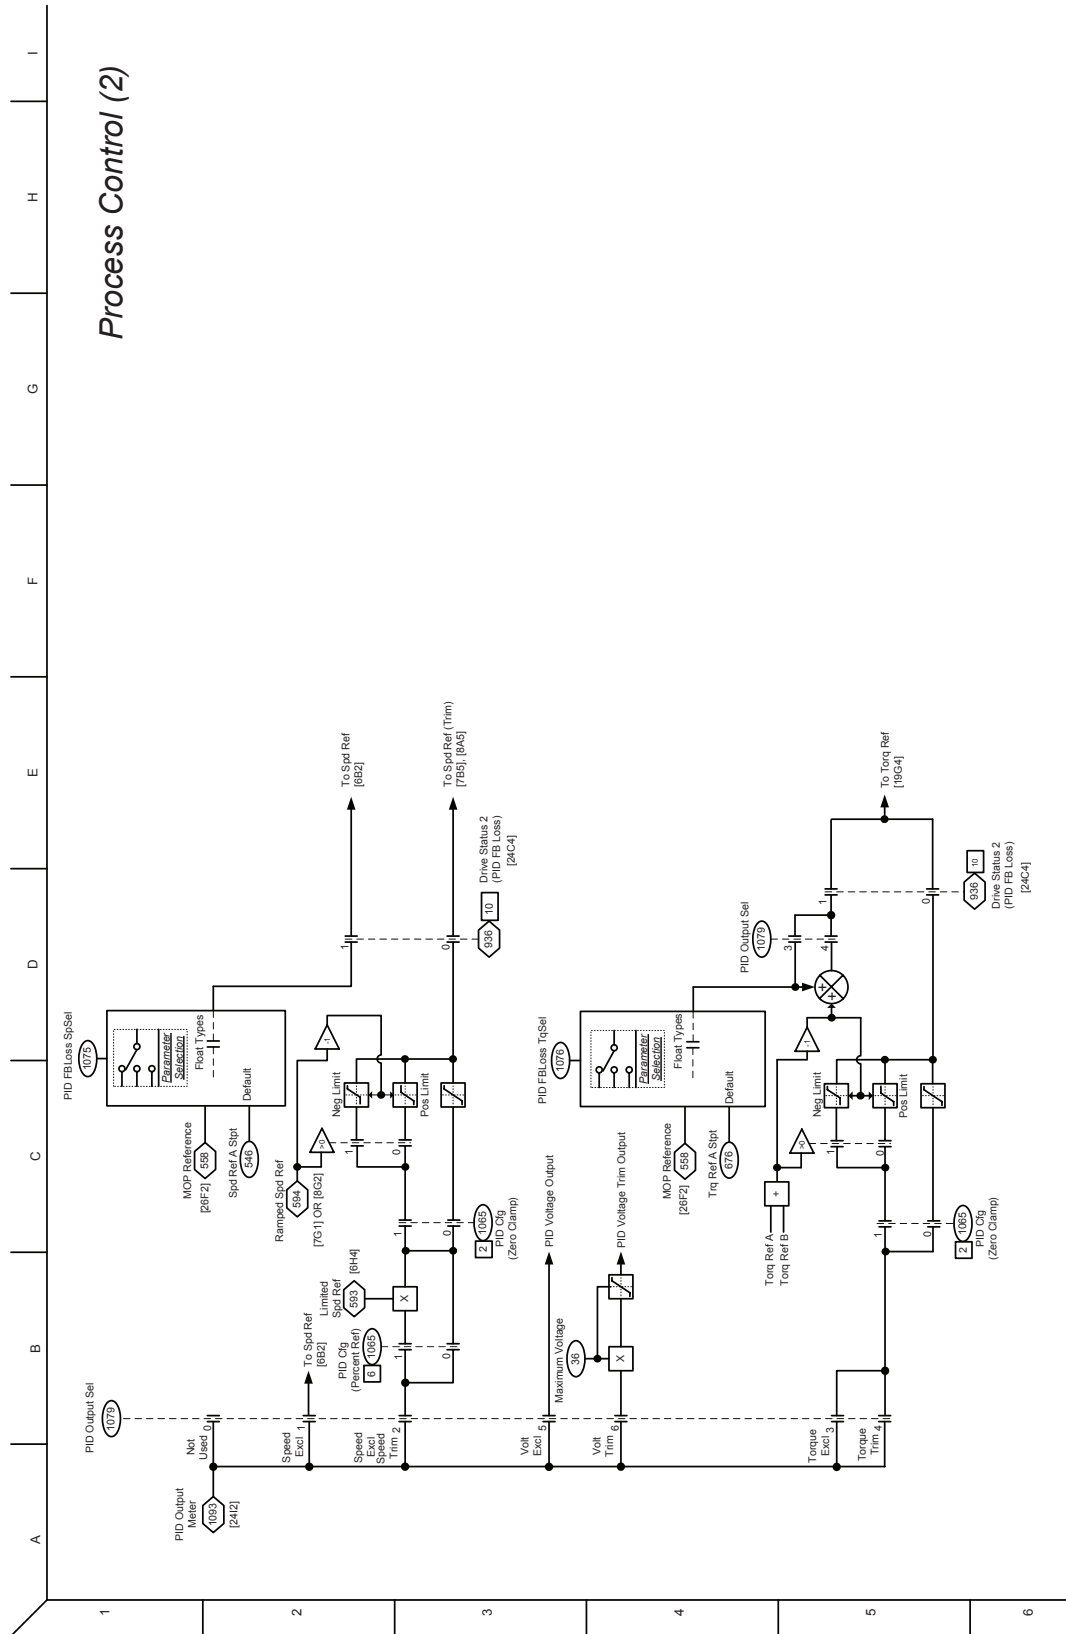 Process Control (2)
A
B
C
D
E
F
G
H
I
1
2
3
4
5
6
PID Output Sel
1079
PID Output
Meter
1093
[24I2]
Not
Used
0
Speed
Excl
1
To Spd Ref
[6B2]
Speed
Excl
Speed
Trim
2
PID Cfg
(Percent Ref)
6
1065
1
0
Limited
Spd Ref
593
[6H4]
X
1
0
2
1065
PID Cfg
(Zero Clamp)
Ramped Spd Ref
594
[7G1] OR [8G2]
>0
-1
1
0
Neg Limit
Pos Limit
PID FBLoss SpSel
1075
Parameter
Selection
Float Types
Default
MOP Reference
558
[26F2]
Spd Ref A Stpt
546
1
0
To Spd Ref
[6B2]
To Spd Ref (Trim)
[7B5], [8A5]
936
10
Drive Status 2
(PID FB Loss)
[24C4]
Volt
Excl
5
PID Voltage Output
Volt
Trim
6
Maximum Voltage
36
X
PID Voltage Trim Output
PID FBLoss TqSel
1076
Parameter
Selection
Float Types
Default
MOP Reference
558
[26F2]
Trq Ref A Stpt
676
Torque
Excl
3
Torque
Trim
4
Torq Ref A
Torq Ref B
+
>0
-1
1
0
Neg Limit
Pos Limit
1
0
2
1065
PID Cfg
(Zero Clamp)
PID Output Sel
1079
3
4
+
+
1
0
To Torq Ref
[19G4]
936
10
Drive Status 2
(PID FB Loss)
[24C4]